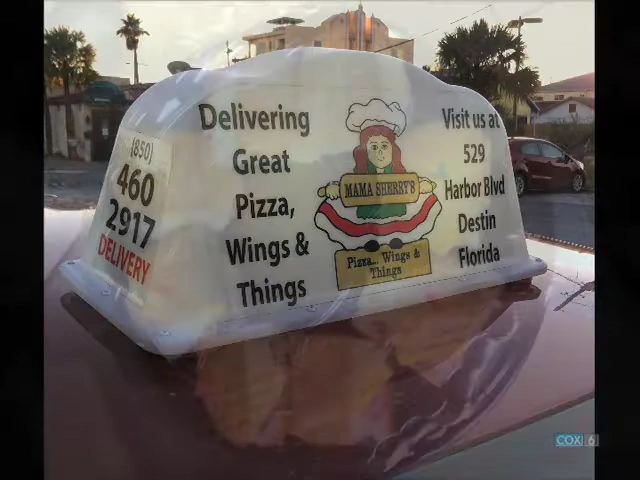 (850)
460
2917
DELIVERY
Delivering
Great
Pizza,
Wings &
Things
MAMA SHERRY'S
Pizza... Wings &
Things
Visit us at
529
Harbor Blvd
Destin
Florida
COX 6